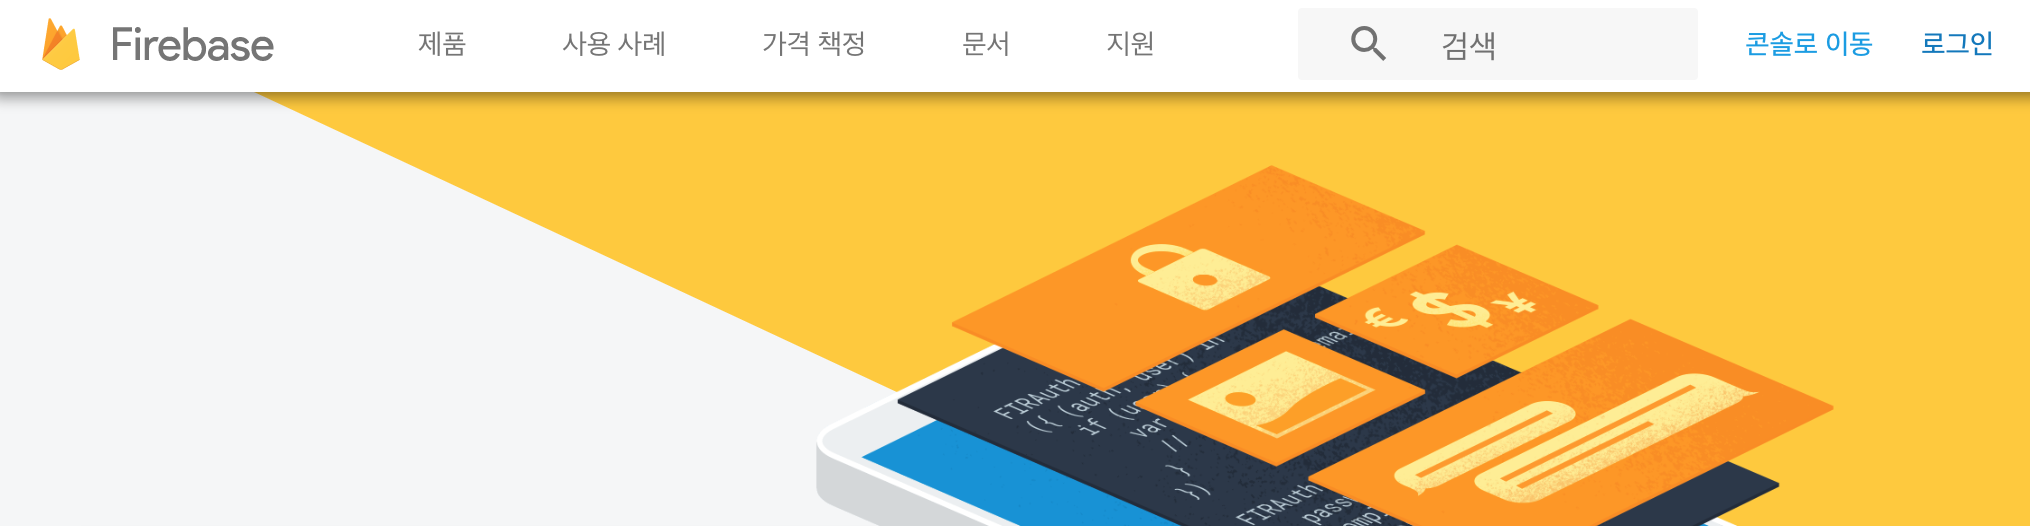 Firebase 제품 사용 사례 가격 책정 문서 지원 검색 콘솔로 이동 로그인
€ $ ¥
FIRAuth
({ (auth, user) in
if (u
var
//
}
})
FIRAuth
pass